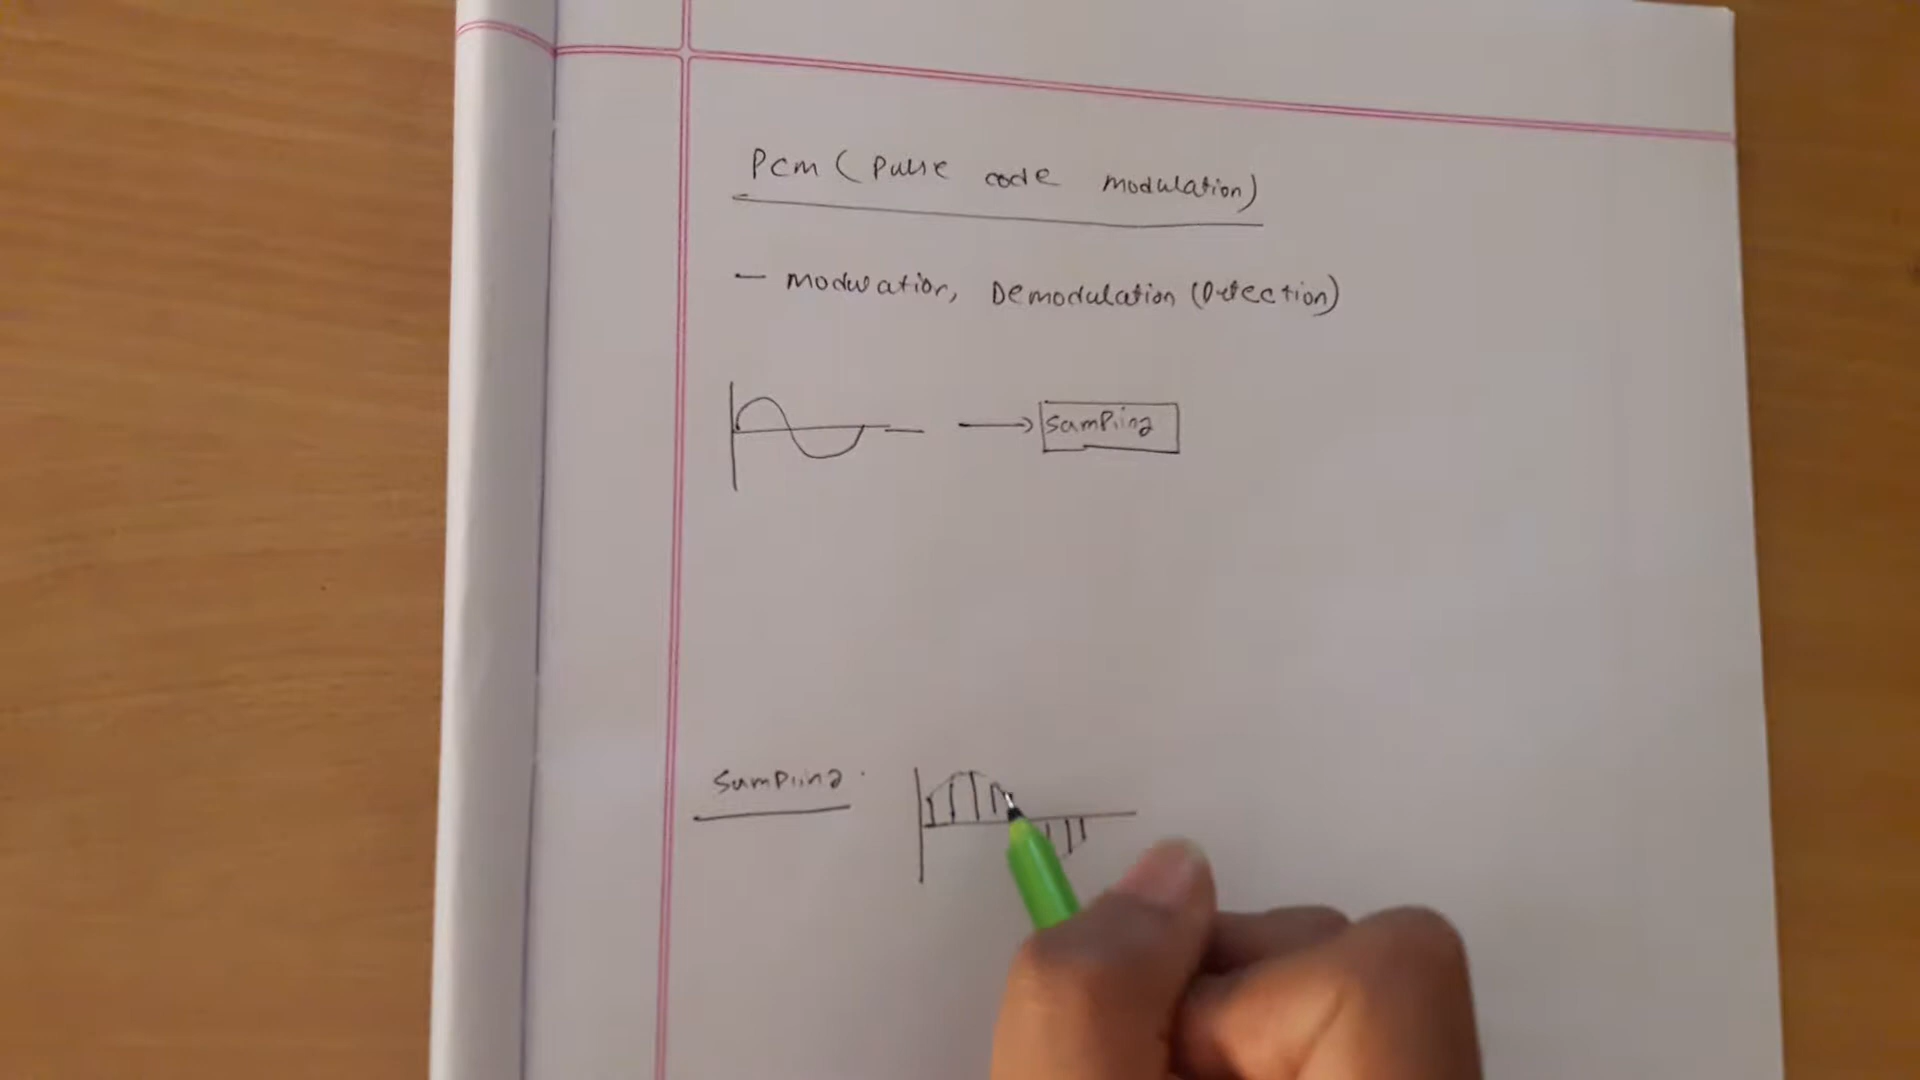 PCM (Pulse code modulation)
— modulation, Demodulation (Detection)
Sampling
Sampling.